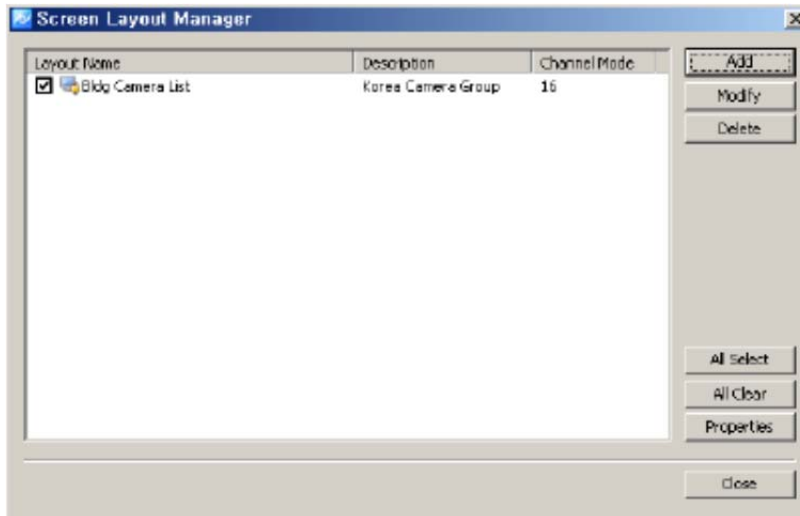 Screen Layout Manager
Layout Name Description Channel Mode
Bldg Camera List Korea Camera Group 16
Add
Modify
Delete
All Select
All Clear
Properties
Close